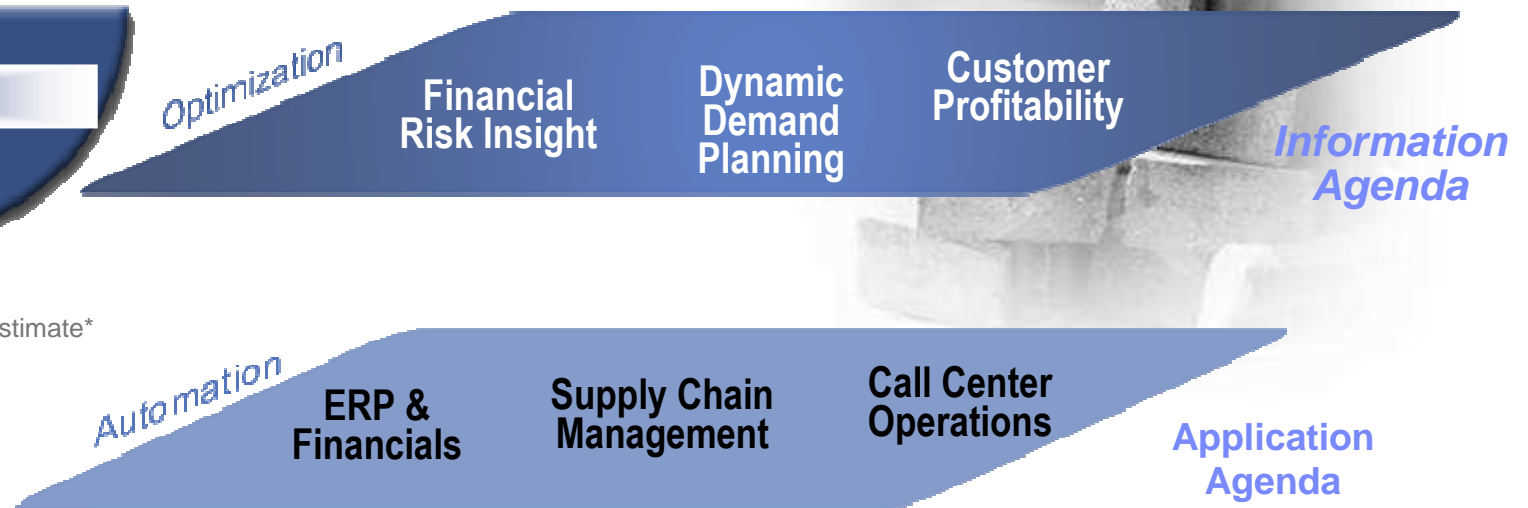 Optimization
Financial
Risk Insight
Dynamic
Demand
Planning
Customer
Profitability
Information
Agenda
stimate*
Automation
ERP &
Financials
Supply Chain
Management
Call Center
Operations
Application
Agenda